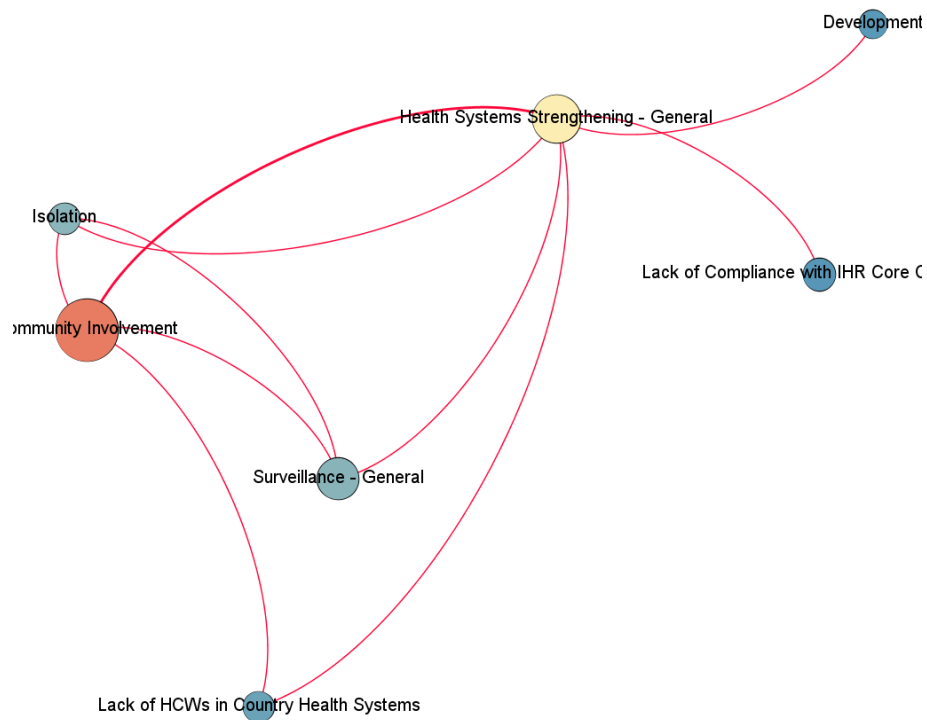 Development
Health Systems Strengthening - General
Isolation
Lack of Compliance with IHR Core
ommunity Involvement
Surveillance - General
Lack of HCWs in Country Health Systems